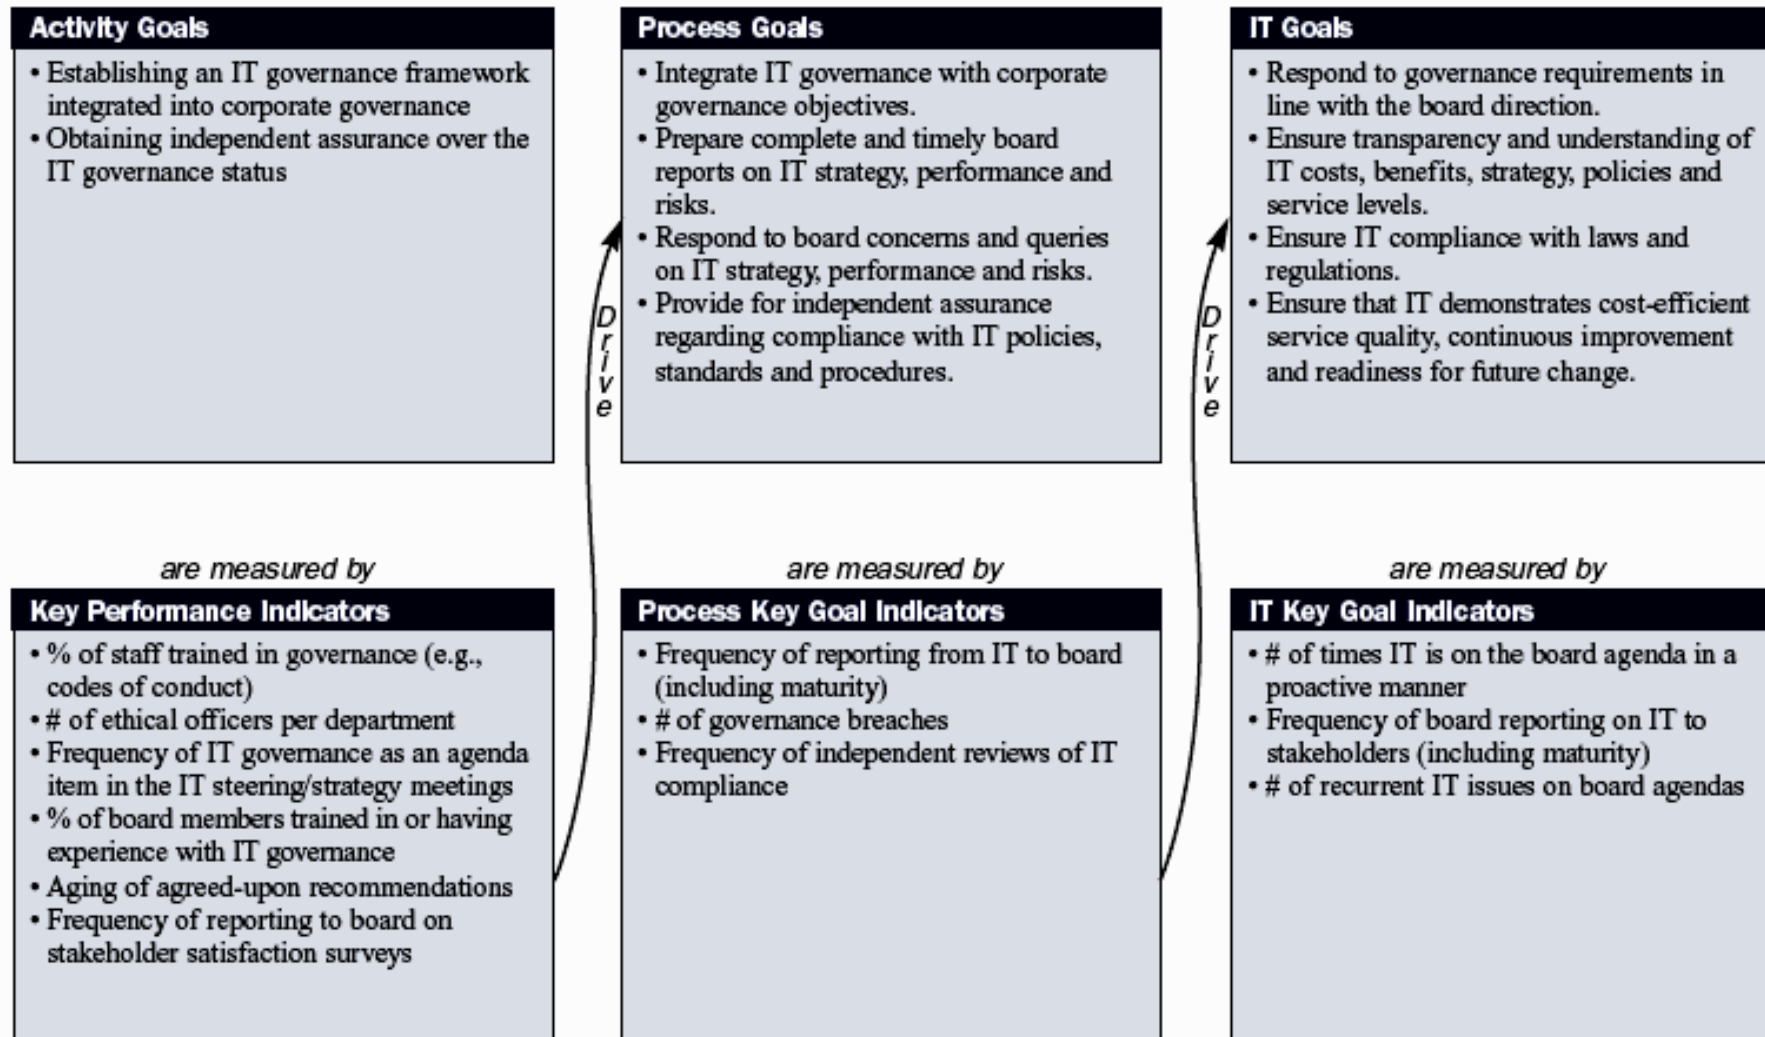 Activity Goals
• Establishing an IT governance framework
integrated into corporate governance
• Obtaining independent assurance over the
IT governance status
Process Goals
• Integrate IT governance with corporate
governance objectives.
• Prepare complete and timely board
reports on IT strategy, performance and
risks.
• Respond to board concerns and queries
on IT strategy, performance and risks.
• Provide for independent assurance
regarding compliance with IT policies,
standards and procedures.
IT Goals
• Respond to governance requirements in
line with the board direction.
• Ensure transparency and understanding of
IT costs, benefits, strategy, policies and
service levels.
• Ensure IT compliance with laws and
regulations.
• Ensure that IT demonstrates cost-efficient
service quality, continuous improvement
and readiness for future change.
Drive
Drive
are measured by
Key Performance Indicators
• % of staff trained in governance (e.g.,
codes of conduct)
• # of ethical officers per department
• Frequency of IT governance as an agenda
item in the IT steering/strategy meetings
• % of board members trained in or having
experience with IT governance
• Aging of agreed-upon recommendations
• Frequency of reporting to board on
stakeholder satisfaction surveys
are measured by
Process Key Goal Indicators
• Frequency of reporting from IT to board
(including maturity)
• # of governance breaches
• Frequency of independent reviews of IT
compliance
are measured by
IT Key Goal Indicators
• # of times IT is on the board agenda in a
proactive manner
• Frequency of board reporting on IT to
stakeholders (including maturity)
• # of recurrent IT issues on board agendas